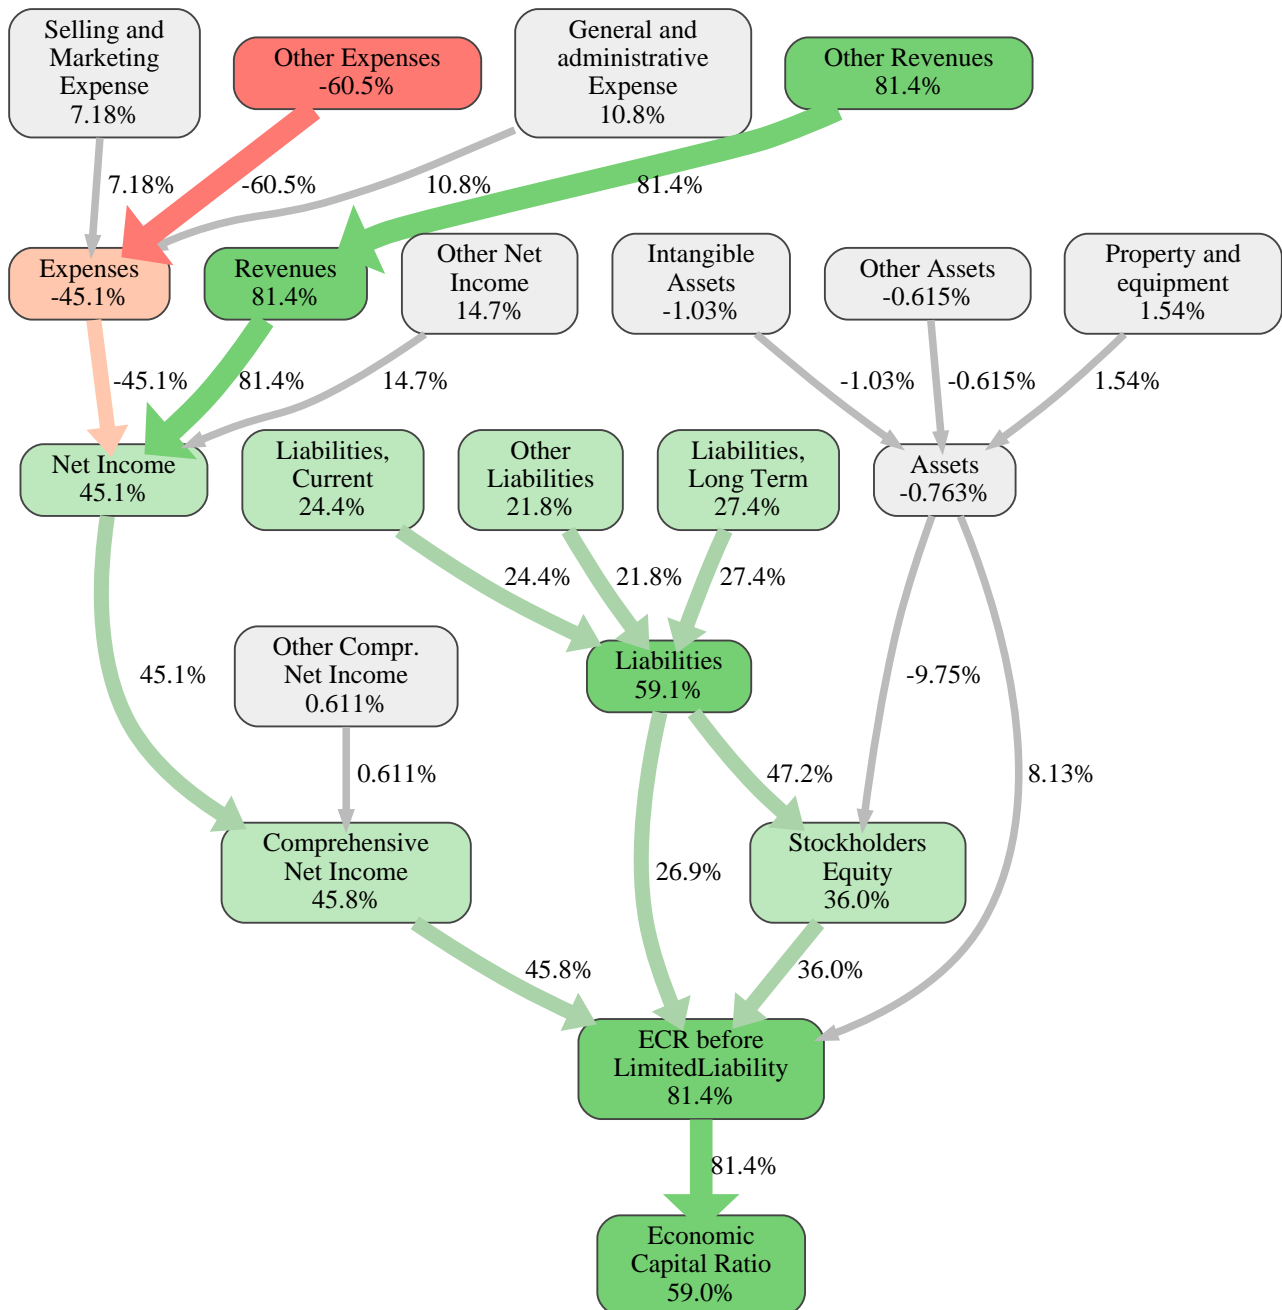 Selling and
Marketing
Expense
7.18%
Other Expenses
-60.5%
General and
administrative
Expense
10.8%
Other Revenues
81.4%
7.18%
-60.5%
10.8%
81.4%
Expenses
-45.1%
Revenues
81.4%
Other Net
Income
14.7%
Intangible
Assets
-1.03%
Other Assets
-0.615%
Property and
equipment
1.54%
-45.1%
81.4%
14.7%
-1.03%
-0.615%
1.54%
Net Income
45.1%
Liabilities,
Current
24.4%
Other
Liabilities
21.8%
Liabilities,
Long Term
27.4%
Assets
-0.763%
24.4%
21.8%
27.4%
45.1%
Other Compr.
Net Income
0.611%
Liabilities
59.1%
-9.75%
0.611%
47.2%
8.13%
Comprehensive
Net Income
45.8%
26.9%
Stockholders
Equity
36.0%
45.8%
36.0%
ECR before
LimitedLiability
81.4%
81.4%
Economic
Capital Ratio
59.0%